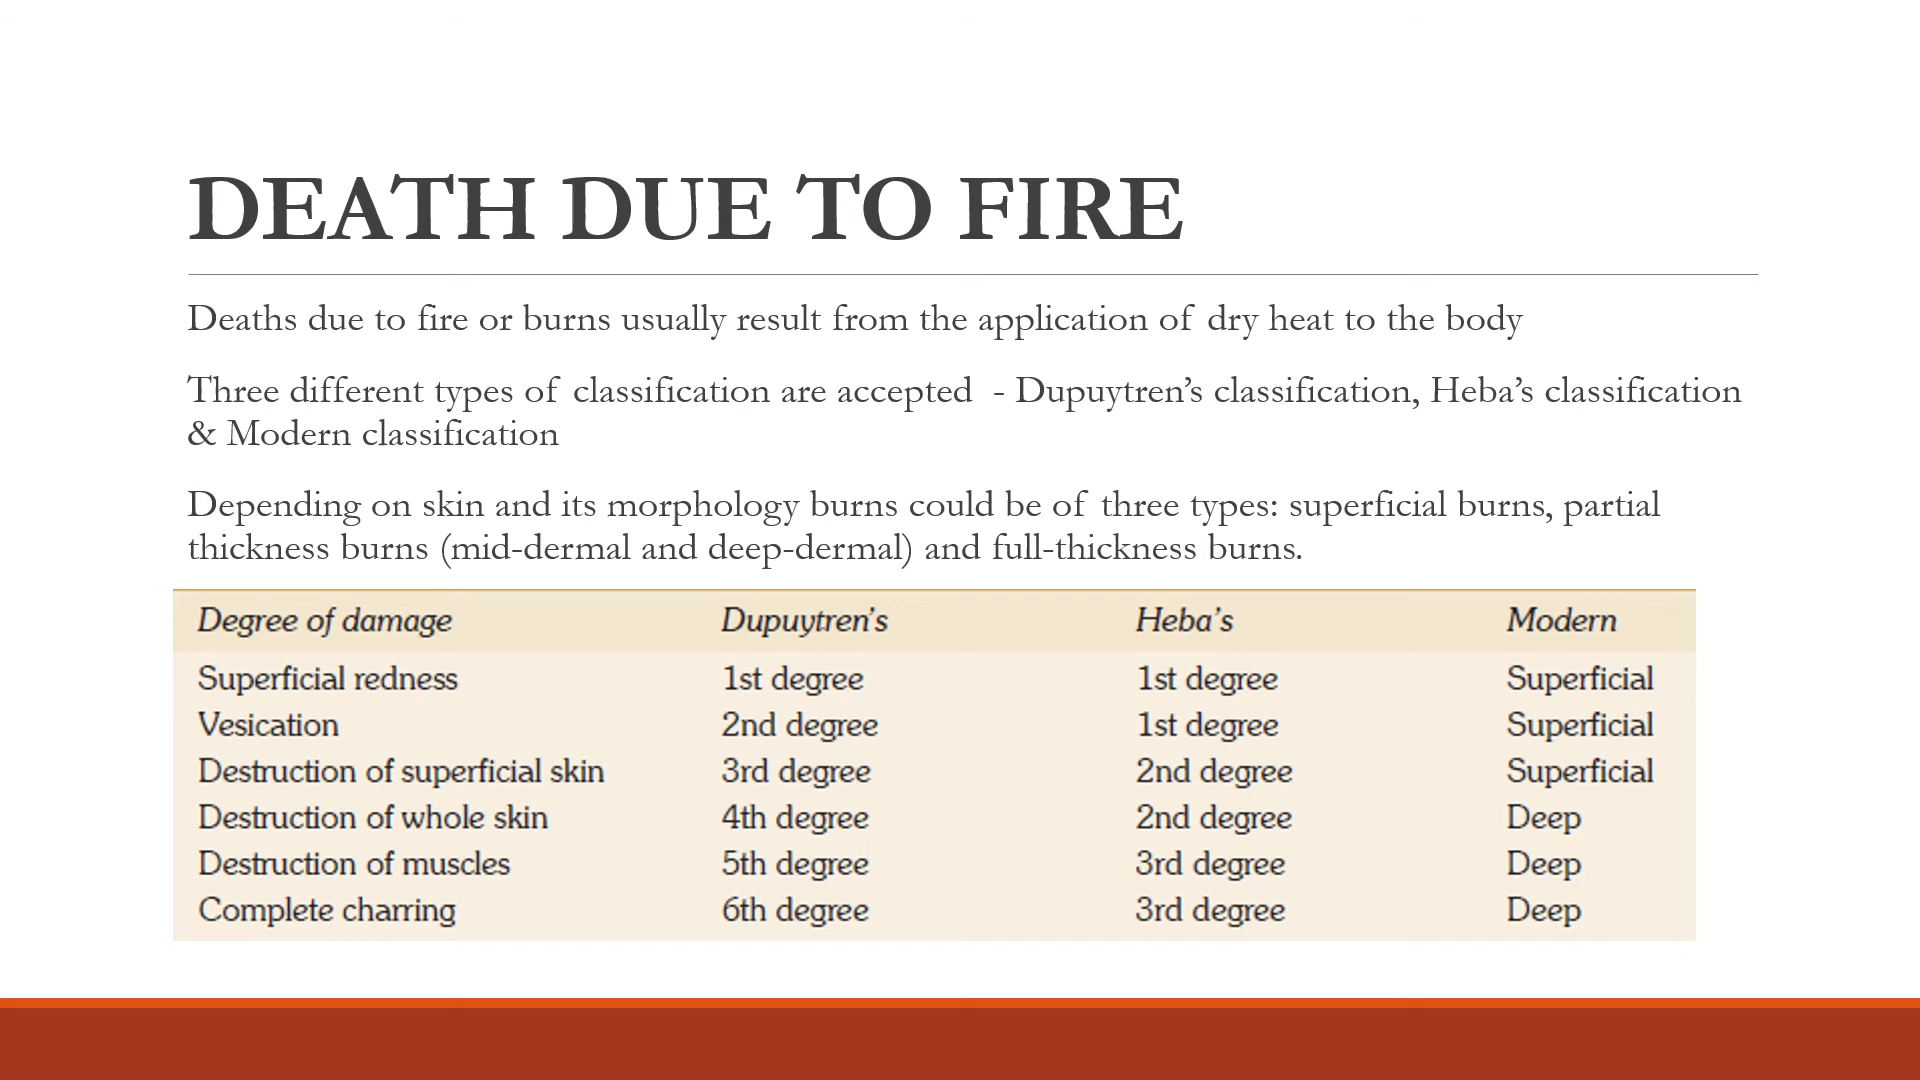 DEATH DUE TO FIRE
Deaths due to fire or burns usually result from the application of dry heat to the body
Three different types of classification are accepted - Dupuytren’s classification, Heba’s classification
& Modern classification
Depending on skin and its morphology burns could be of three types: superficial burns, partial
thickness burns (mid-dermal and deep-dermal) and full-thickness burns.
Degree of damage Dupuytren's Heba's Modern
Superficial redness 1st degree 1st degree Superficial
Vesication 2nd degree 1st degree Superficial
Destruction of superficial skin 3rd degree 2nd degree Superficial
Destruction of whole skin 4th degree 2nd degree Deep
Destruction of muscles 5th degree 3rd degree Deep
Complete charring 6th degree 3rd degree Deep